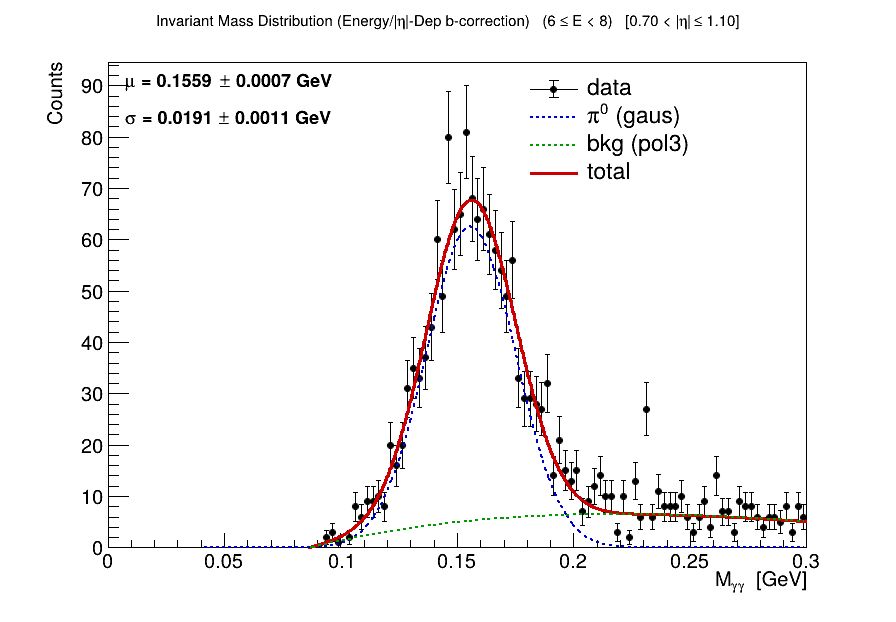 Invariant Mass Distribution (Energy/|η|-Dep b-correction) (6 ≤ E < 8) [0.70 < |η| ≤ 1.10]
Counts
μ = 0.1559 ± 0.0007 GeV
σ = 0.0191 ± 0.0011 GeV
data
π⁰ (gaus)
bkg (pol3)
total
90
80
70
60
50
40
30
20
10
0
0 0.05 0.1 0.15 0.2 0.25 0.3
M_γγ [GeV]